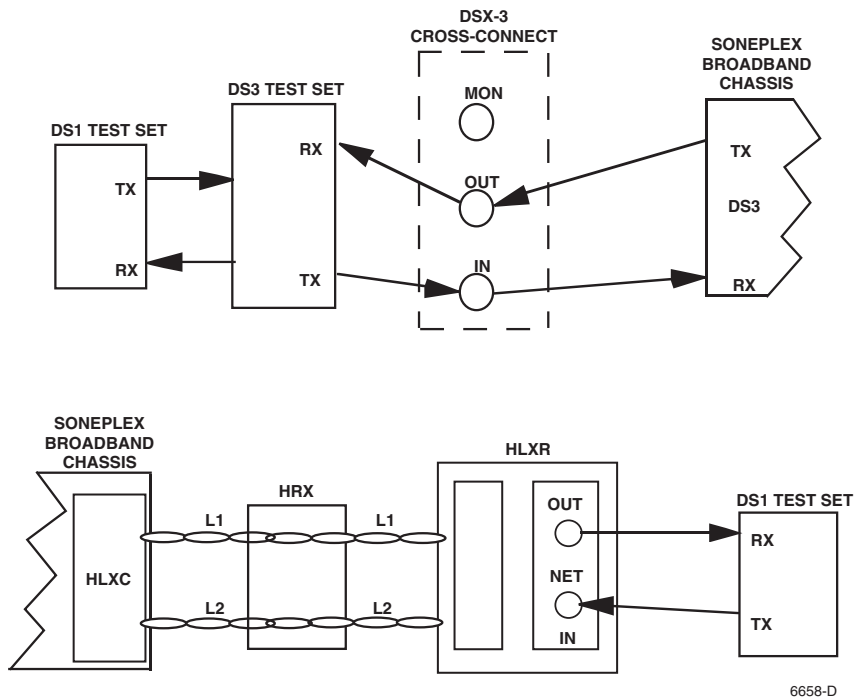 DSX-3
CROSS-CONNECT
SONEPLEX
BROADBAND
CHASSIS
DS3 TEST SET
DS1 TEST SET
MON
RX
TX
OUT
TX
DS3
RX
TX
IN
RX
SONEPLEX
BROADBAND
CHASSIS
HLXR
HRX
DS1 TEST SET
L1
L1
OUT
RX
HLXC
NET
L2
L2
TX
IN
6658-D